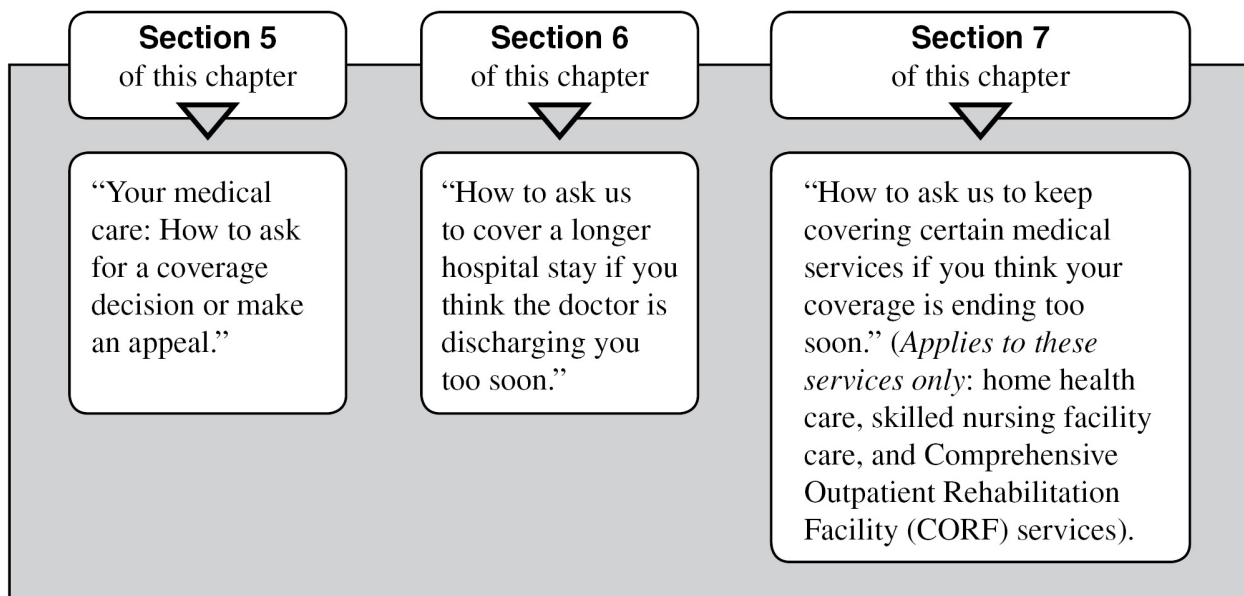 Section 5
of this chapter
“Your medical
care: How to ask
for a coverage
decision or make
an appeal.”
Section 6
of this chapter
“How to ask us
to cover a longer
hospital stay if you
think the doctor is
discharging you
too soon.”
Section 7
of this chapter
“How to ask us to keep
covering certain medical
services if you think your
coverage is ending too
soon.” (Applies to these
services only: home health
care, skilled nursing facility
care, and Comprehensive
Outpatient Rehabilitation
Facility (CORF) services).